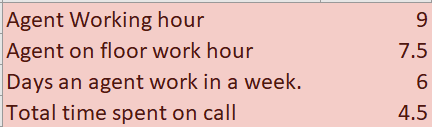 Agent Working hour 9
Agent on floor work hour 7.5
Days an agent work in a week. 6
Total time spent on call 4.5